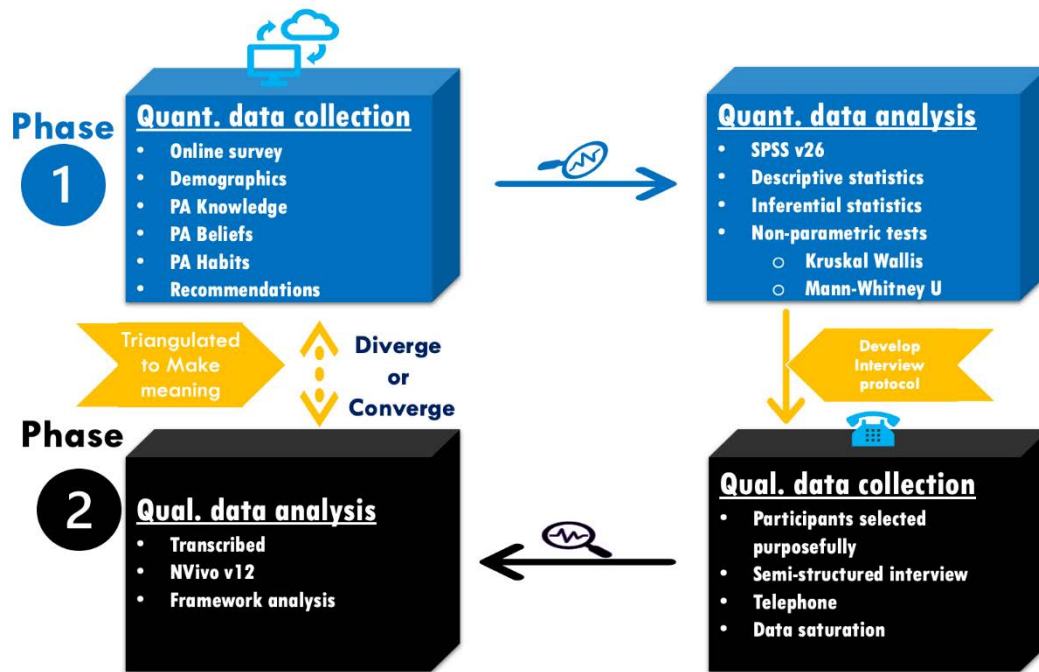 Phase
1
Quant. data collection
• Online survey
• Demographics
• PA Knowledge
• PA Beliefs
• PA Habits
• Recommendations
Quant. data analysis
• SPSS v26
• Descriptive statistics
• Inferential statistics
• Non-parametric tests
o Kruskal Wallis
o Mann-Whitney U
Triangulated
to Make
meaning
Diverge
or
Converge
Develop
Interview
protocol
Phase
2
Qual. data analysis
• Transcribed
• NVivo v12
• Framework analysis
Qual. data collection
• Participants selected
purposefully
• Semi-structured interview
• Telephone
• Data saturation